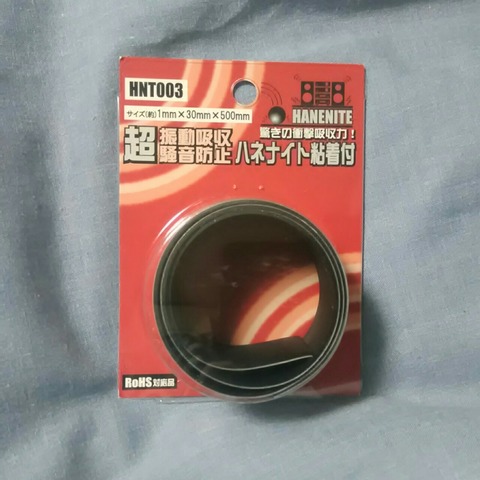 HNT003
サイズ(約)1mm×30mm×500mm
HANENITE
驚きの衝撃吸収力!
超振動吸収
騒音防止
ハネナイト粘着付
RoHS対応品